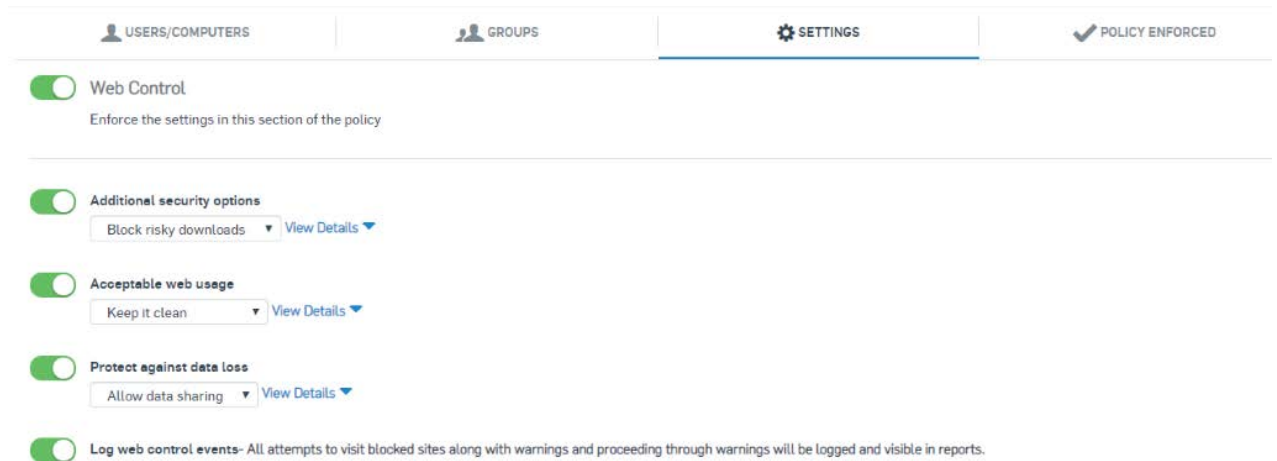 USERS/COMPUTERS GROUPS SETTINGS POLICY ENFORCED
Web Control
Enforce the settings in this section of the policy
Additional security options
Block risky downloads View Details
Acceptable web usage
Keep it clean View Details
Protect against data loss
Allow data sharing View Details
Log web control events- All attempts to visit blocked sites along with warnings and proceeding through warnings will be logged and visible in reports.